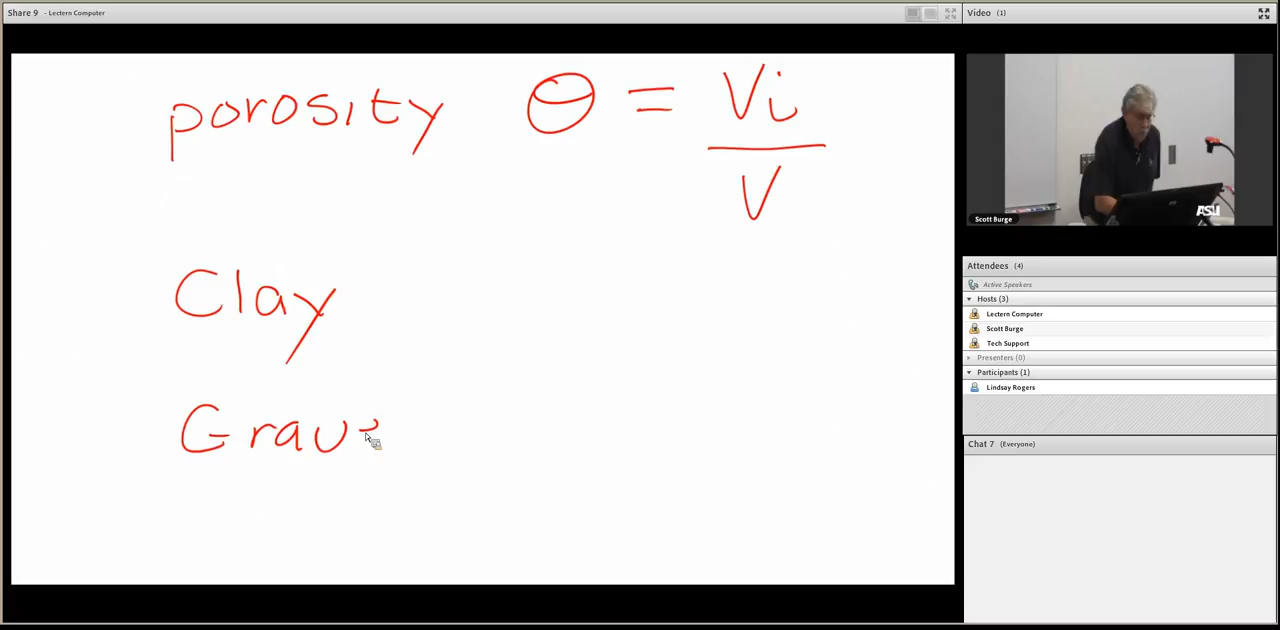 Share 9 - Lectern Computer
porosity Θ = Vi
V
Clay
Grave
Video (1)
ASU
Scott Burge
Attendees (4)
Active Speakers
Hosts (3)
Lectern Computer
Scott Burge
Tech Support
Presenters (0)
Participants (1)
Lindsay Rogers
Chat 7 (Everyone)